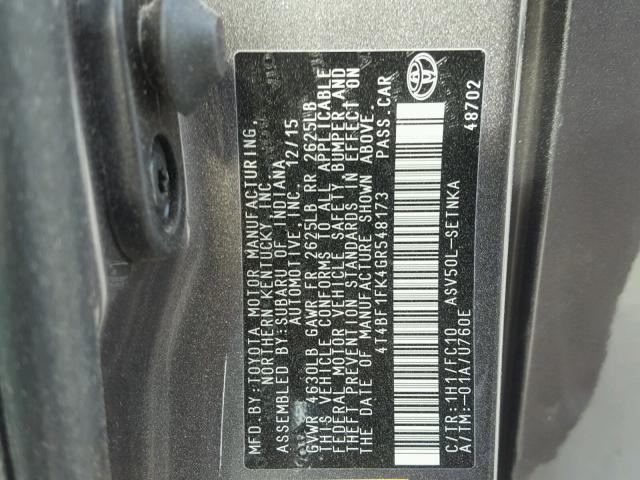 MFD.BY:TOYOTA MOTOR MANUFACTURING
NORTHERN KENTUCKY,INC.
ASSEMBLED BY:SUBARU OF INDIANA
AUTOMOTIVE,INC. 12/15
GVWR 4630LB GAWR FR 2625LB RR 2625LB
THIS VEHICLE CONFORMS TO ALL APPLICABLE
FEDERAL MOTOR VEHICLE SAFETY BUMPER,AND
THEFT PREVENTION STANDARDS IN EFFECT ON
THE DATE OF MANUFACTURE SHOWN ABOVE.
4T4BF1FK4GR548173 PASS.CAR
C/TR:1H1/FC10 ASV50L-SETNKA
A/TM:-01A/U760E
48702